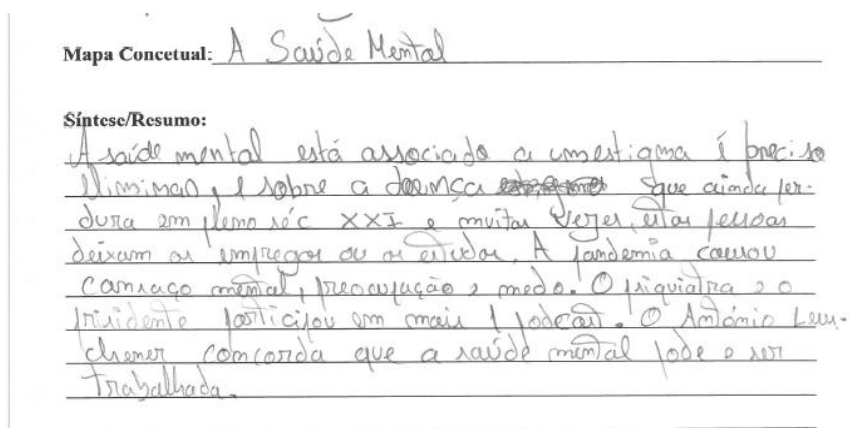 Mapa Concetual: A Saúde Mental
Síntese/Resumo:
A saúde mental está associado a um estigma é preciso
elimiman, e sobre a doença que ainda per-
dura em pleno séc XXI e muitas vezes, estas pessoas
deixam os empregos ou os estudos. A pandemia causou
cansaço mental, preocupação e medo. O psiquiatra e o
presidente participou em mais 1 podcast. O António Leu-
chener concorda que a saúde mental pode e ser
trabalhada.